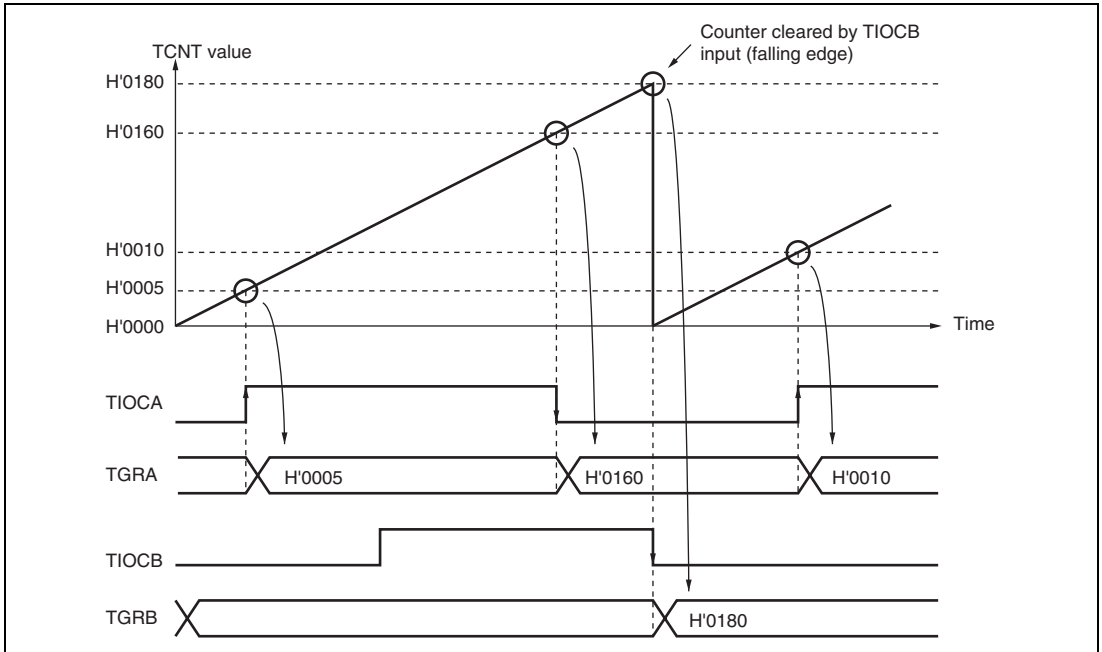 Counter cleared by TIOCB
input (falling edge)
TCNT value
H'0180
H'0160
H'0010
H'0005
H'0000
Time
TIOCA
TGRA
H'0005
H'0160
H'0010
TIOCB
TGRB
H'0180